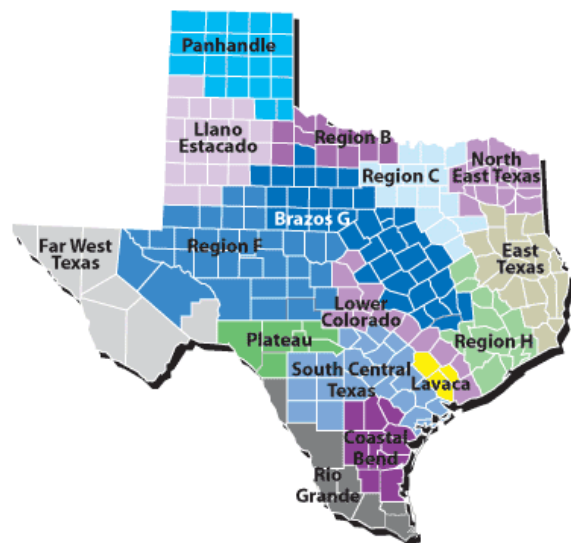 Panhandle
Llano
Estacado
Region B
Region C
North
East Texas
Brazos G
Far West
Texas
Region F
East
Texas
Lower
Colorado
Plateau
Region H
South Central
Texas
Lavaca
Coastal
Bend
Rio
Grande